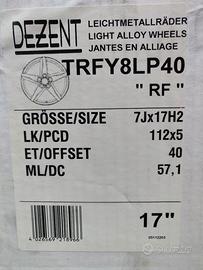 DEZENT
LEICHTMETALLRÄDER
LIGHT ALLOY WHEELS
JANTES EN ALLIAGE
TRFY8LP40
" RF "
GRÖSSE/SIZE 7Jx17H2
LK/PCD 112x5
ET/OFFSET 40
ML/DC 57,1
17"
4026569218966